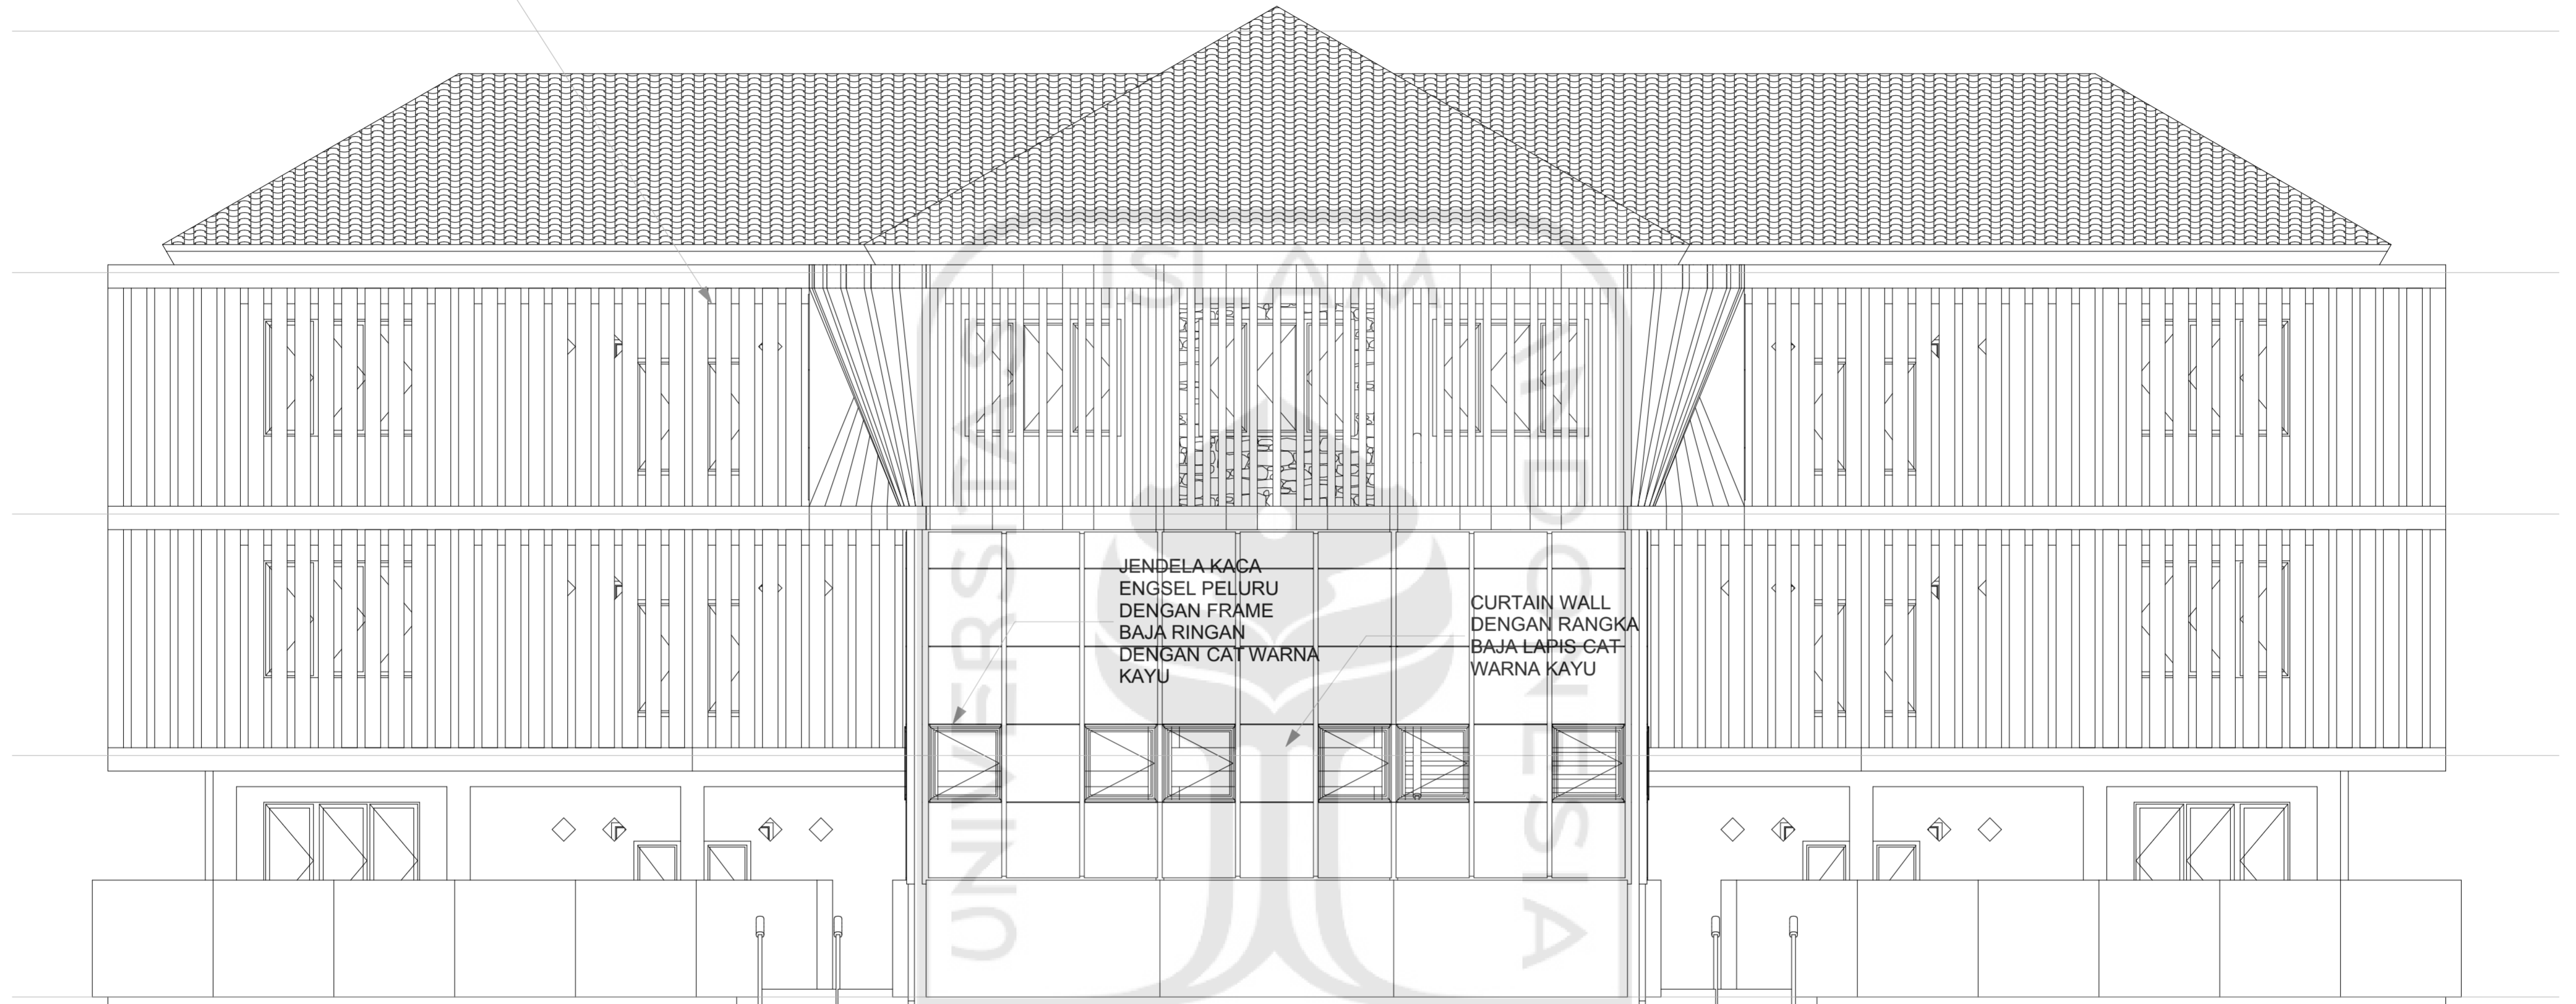 JENDELA KACA
ENGSEL PELURU
DENGAN FRAME
BAJA RINGAN
DENGAN CAT WARNA
KAYU
CURTAIN WALL
DENGAN RANGKA
BAJA LAPIS CAT
WARNA KAYU
UNIVERSITAS
ISLAM
INDONESIA